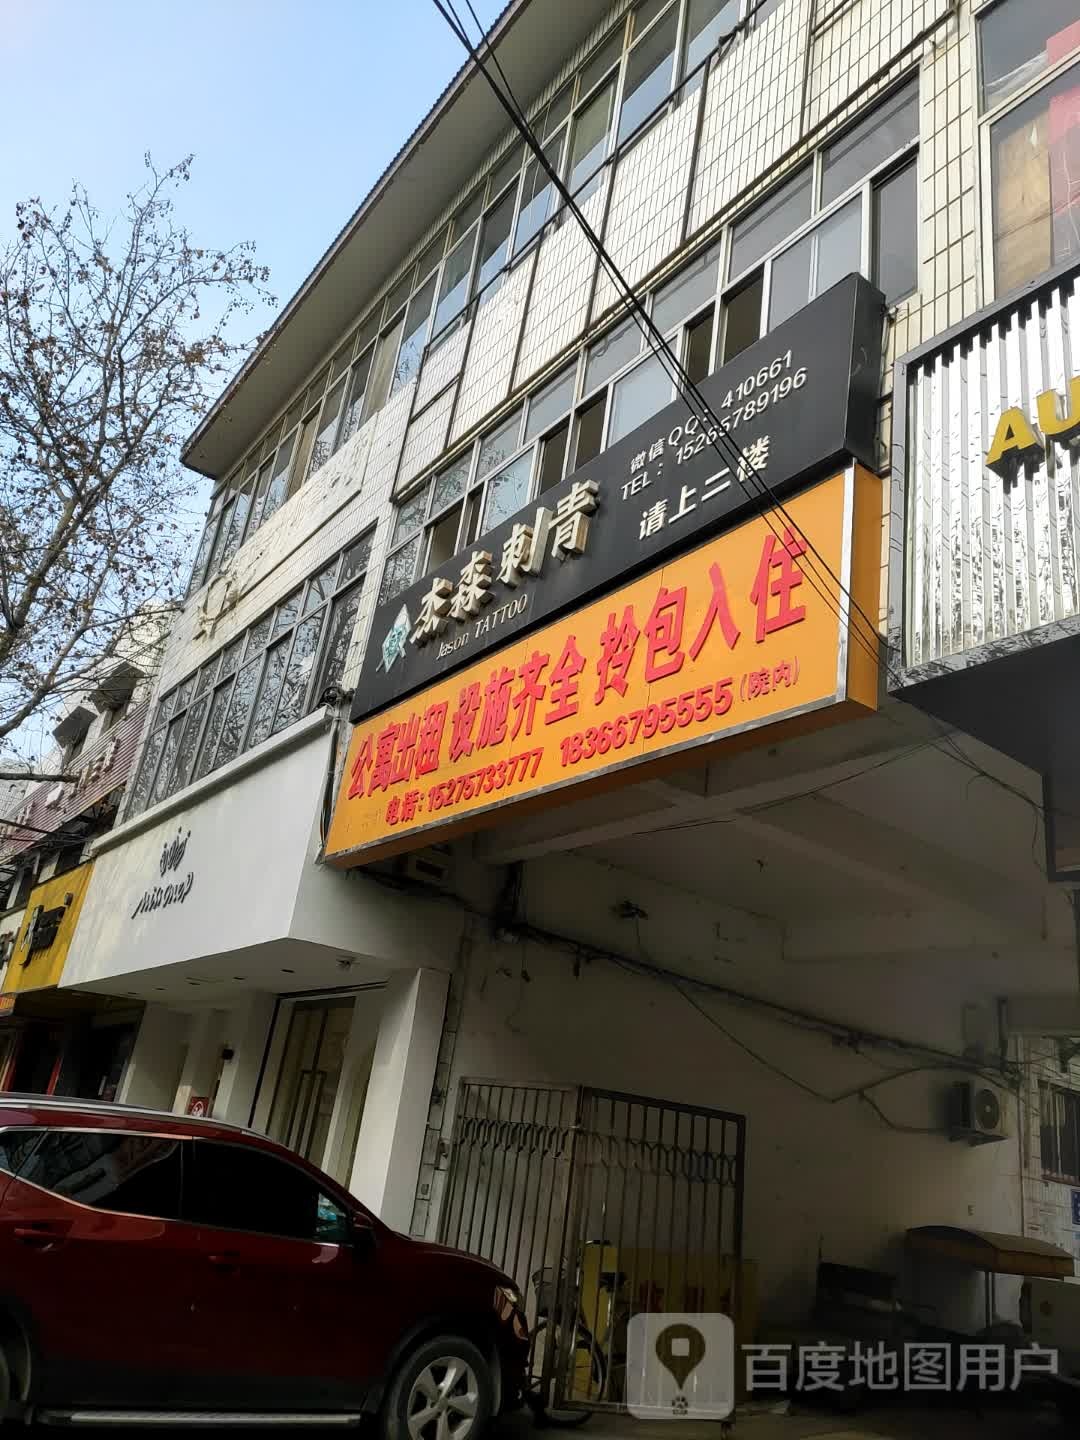 微信QQ：410661
TEL：15265789196
杰森刺青
请上二楼
Jason TATTOO
公寓出租 设施齐全 拎包入住
电话：15275733777 18366795555（院内）
AU
百度地图用户